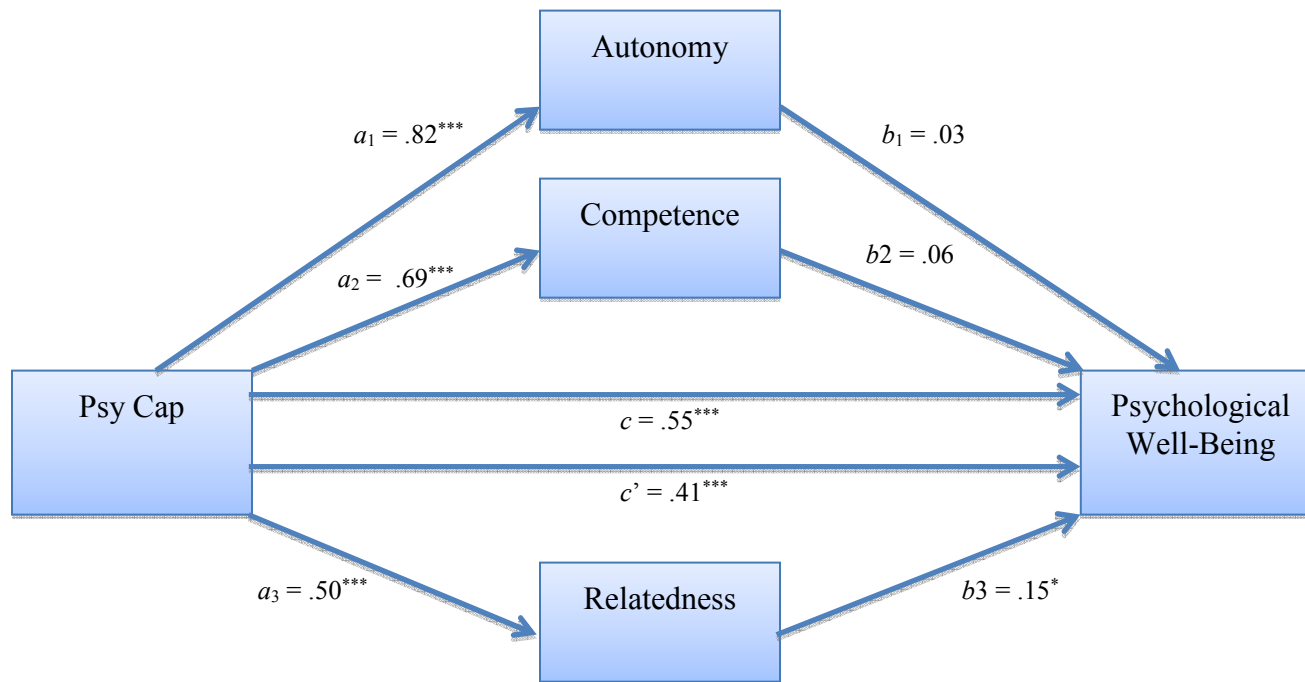 Autonomy
a₁ = .82***
b₁ = .03
Competence
a₂ = .69***
b2 = .06
Psy Cap
c = .55***
Psychological
Well-Being
c’ = .41***
a₃ = .50***
Relatedness
b3 = .15*